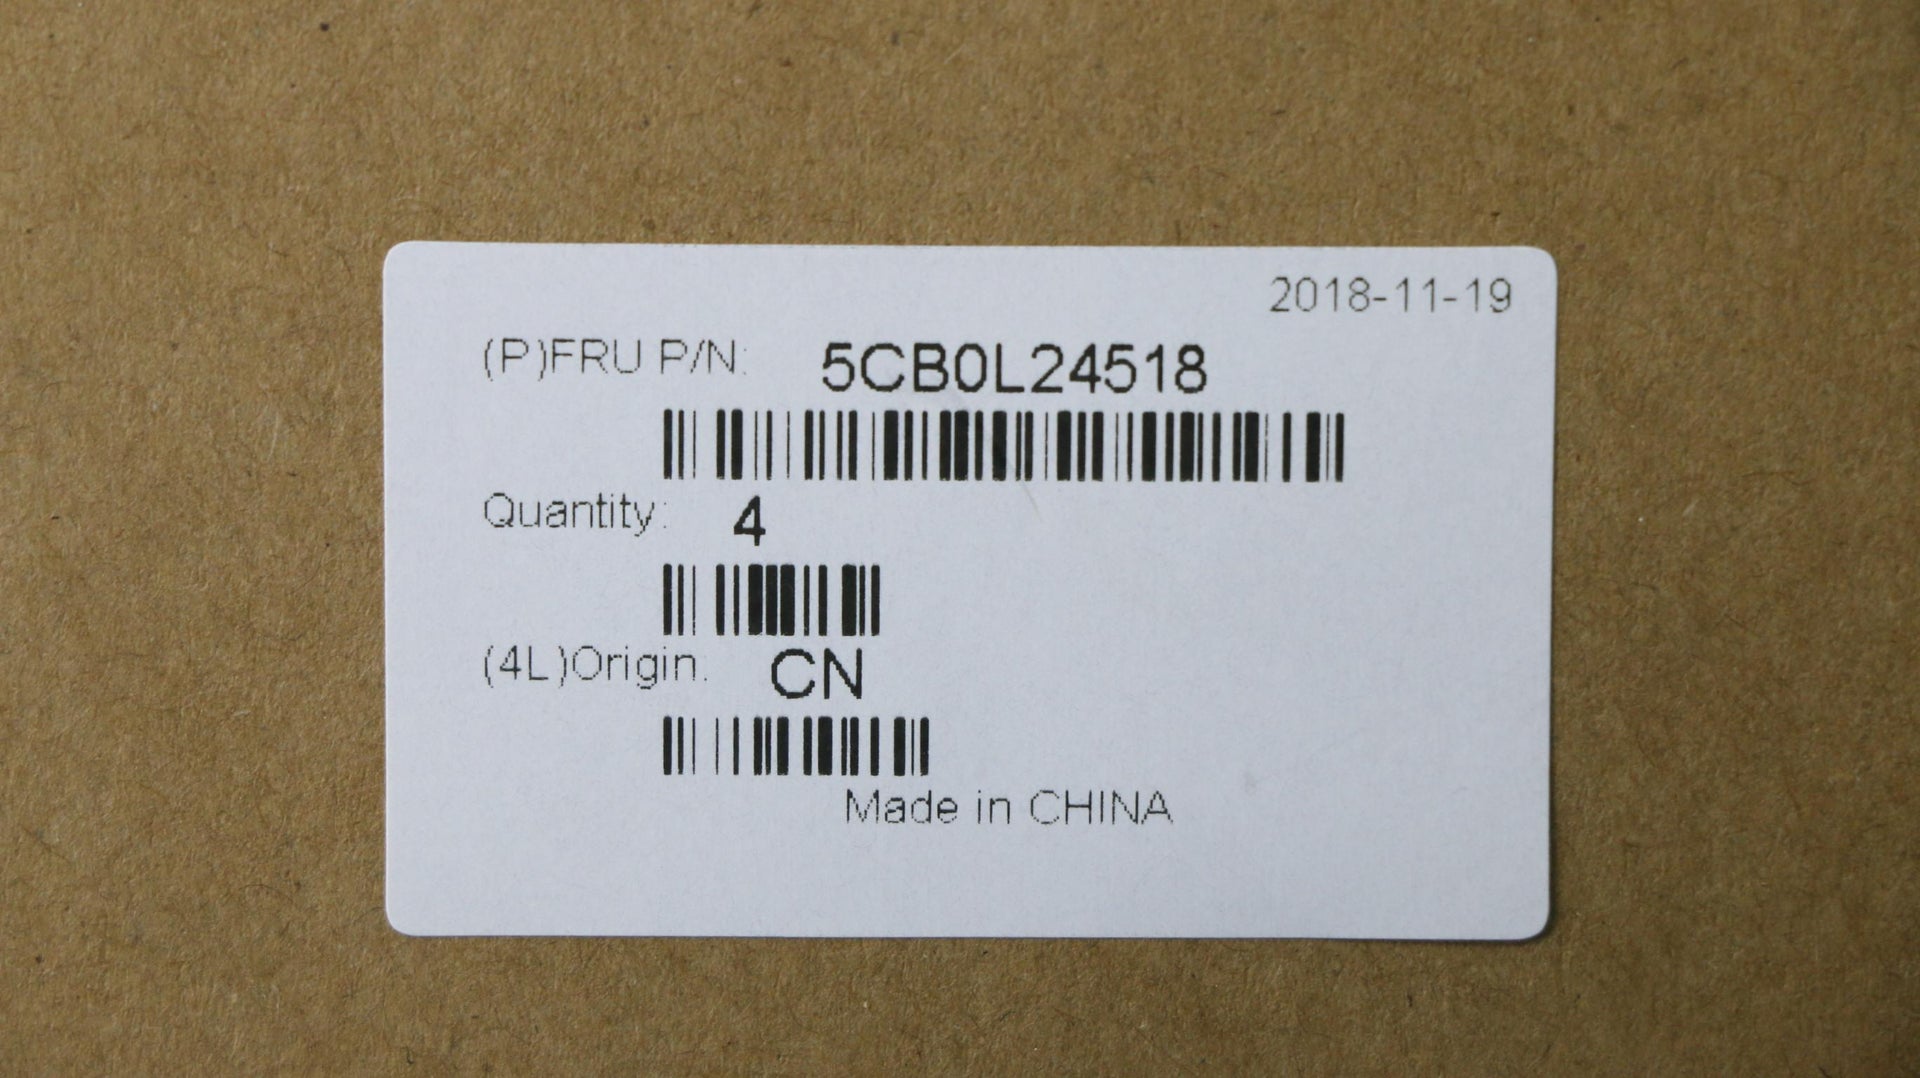 2018-11-19
(P)FRU P/N: 5CB0L24518
Quantity: 4
(4L)Origin: CN
Made in CHINA